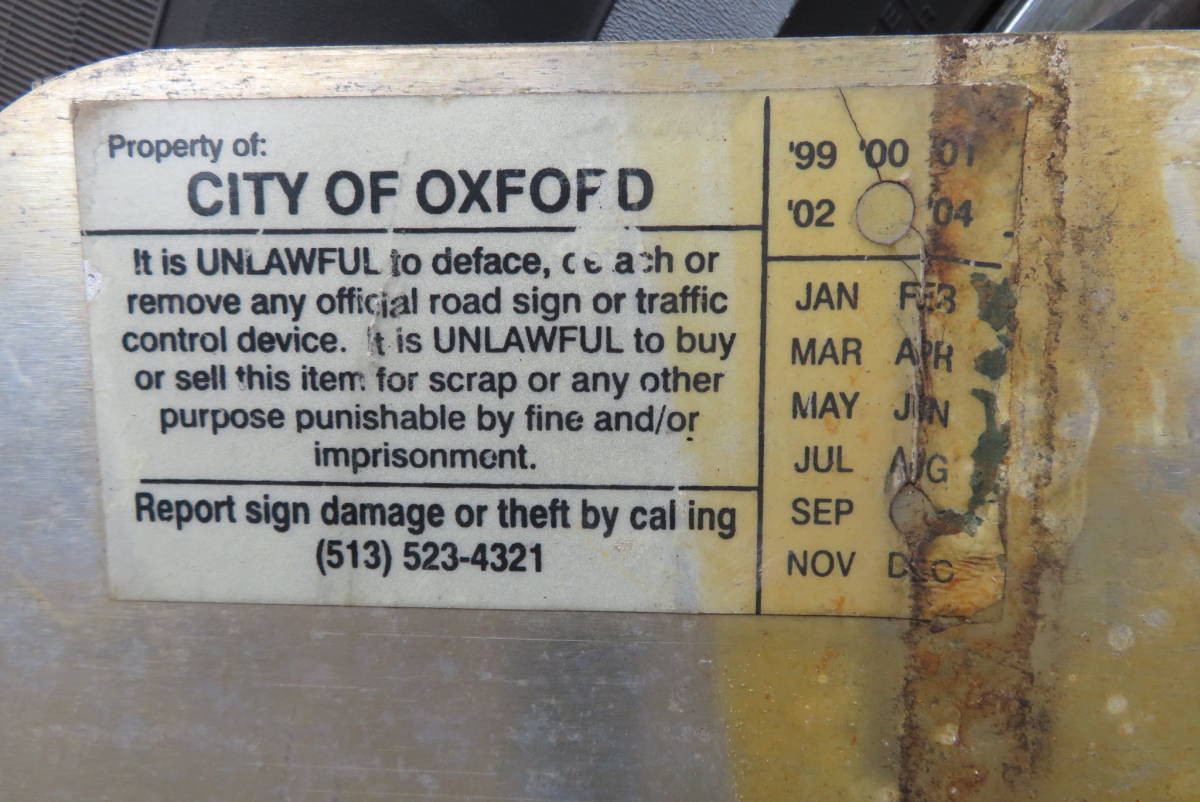 Property of:
CITY OF OXFORD
It is UNLAWFUL to deface, detach or
remove any official road sign or traffic
control device. It is UNLAWFUL to buy
or sell this item for scrap or any other
purpose punishable by fine and/or
imprisonment.
Report sign damage or theft by calling
(513) 523-4321
'99 '00 '01
'02 '04
JAN FEB
MAR APR
MAY JUN
JUL AUG
SEP
NOV DEC